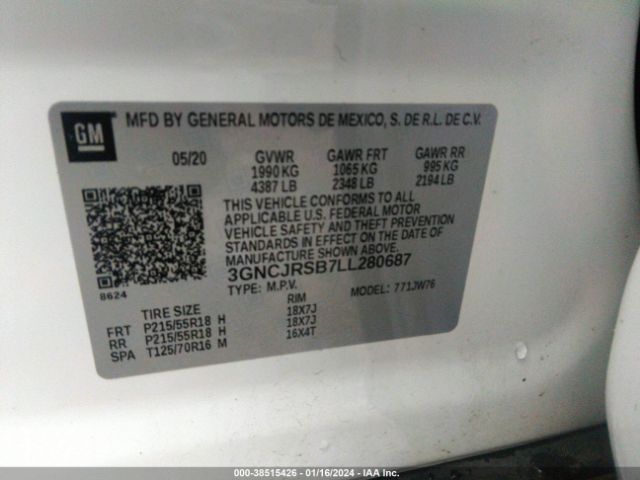 GM
MFD BY GENERAL MOTORS DE MEXICO, S. DE R.L. DE C.V.
05/20 GVWR GAWR FRT GAWR RR
1990 KG 1065 KG 995 KG
4387 LB 2348 LB 2194 LB
THIS VEHICLE CONFORMS TO ALL
APPLICABLE U.S. FEDERAL MOTOR
VEHICLE SAFETY AND THEFT PREVENTION
STANDARDS IN EFFECT ON THE DATE OF
MANUFACTURE SHOWN ABOVE.
3GNCJRSB7LL280687
8624
TYPE: M.P.V. MODEL: 771JW76
TIRE SIZE RIM
FRT P215/55R18 H 18X7J
RR P215/55R18 H 18X7J
SPA T125/70R16 M 16X4T
000-38515426 - 01/16/2024 - IAA Inc.